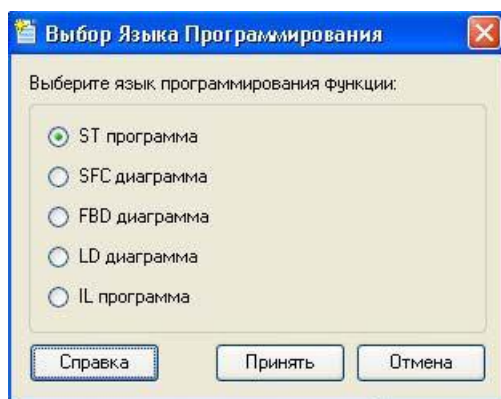 Выбор Языка Программирования
Выберите язык программирования функции:
ST программа
SFC диаграмма
FBD диаграмма
LD диаграмма
IL программа
Справка Принять Отмена